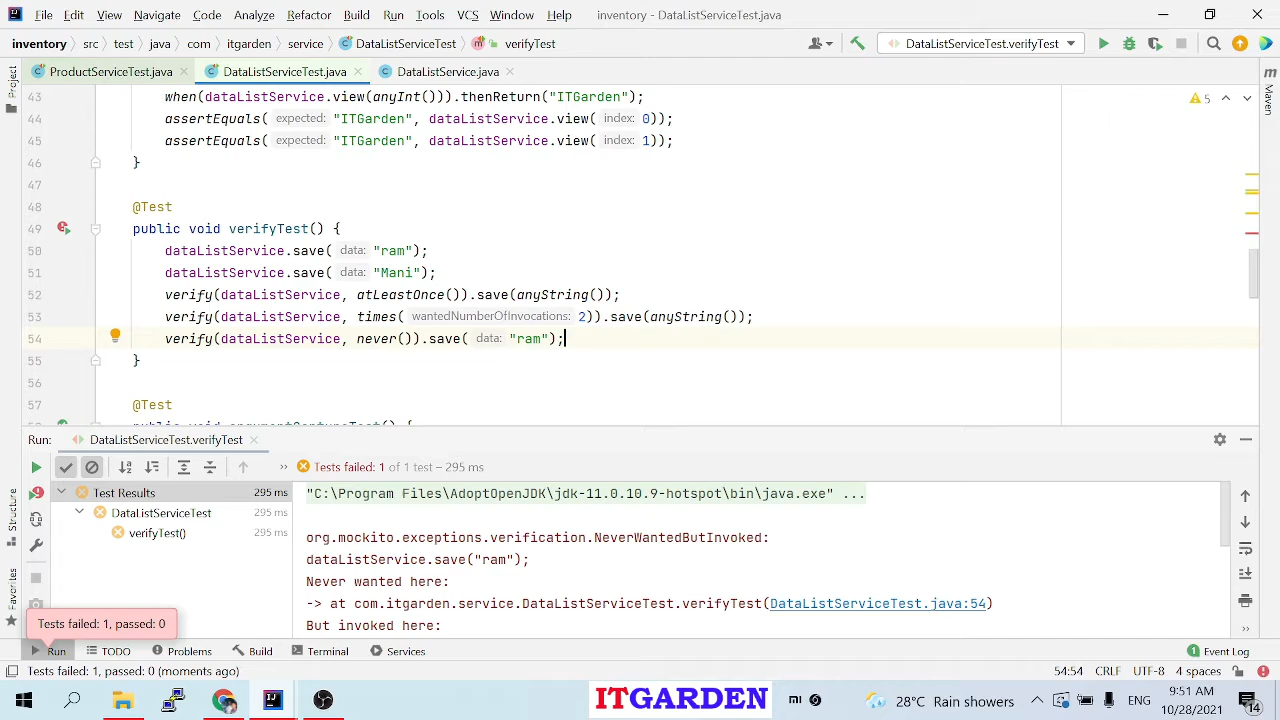 File Edit View Navigate Code Analyze Refactor Build Run Tools VCS Window Help inventory - DataListServiceTest.java
inventory src test java com itgarden service DataListServiceTest verifyTest DataListServiceTest.verifyTest
ProductServiceTest.java DataListServiceTest.java DataListService.java
Project
Maven
5
43 when(dataListService.view(anyInt())).thenReturn("ITGarden");
44 assertEquals( expected: "ITGarden", dataListService.view( index: 0));
45 assertEquals( expected: "ITGarden", dataListService.view( index: 1));
46 }
47
48 @Test
49 public void verifyTest() {
50 dataListService.save( data: "ram");
51 dataListService.save( data: "Mani");
52 verify(dataListService, atLeastOnce()).save(anyString());
53 verify(dataListService, times( wantedNumberOfInvocations: 2)).save(anyString());
54 verify(dataListService, never()).save( data: "ram");
55 }
56
57 @Test
Run: DataListServiceTest.verifyTest
Tests failed: 1 of 1 test – 295 ms
Test Results 295 ms
DataListServiceTest 295 ms
verifyTest() 295 ms
"C:\Program Files\AdoptOpenJDK\jdk-11.0.10.9-hotspot\bin\java.exe" ...
org.mockito.exceptions.verification.NeverWantedButInvoked:
dataListService.save("ram");
Never wanted here:
-> at com.itgarden.service.DataListServiceTest.verifyTest(DataListServiceTest.java:54)
But invoked here:
Structure
Favorites
Tests failed: 1, passed: 0
Run TODO Problems Build Terminal Services 1 Event Log
Tests failed: 1, passed: 0 (moments ago) 54:54 CRLF UTF-8 4 spaces
ITGARDEN
28°C Rain showers
ENG
9:51 AM
10/28/2021
14